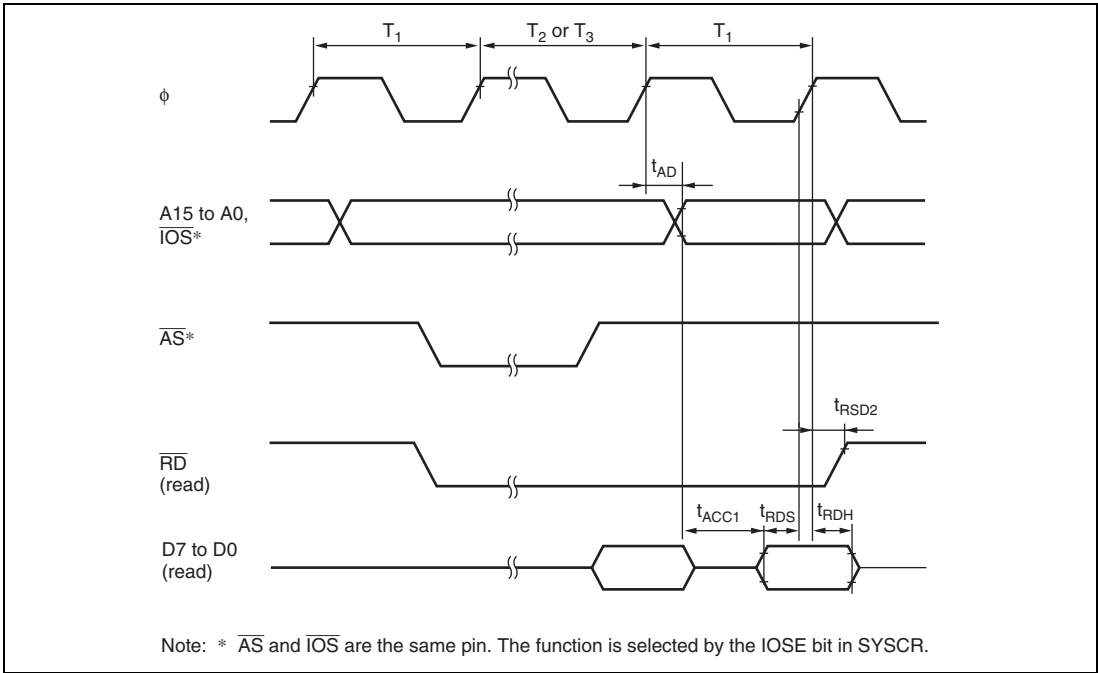 T1
T2 or T3
T1
φ
tAD
A15 to A0,
IOS*
AS*
tRSD2
RD
(read)
tACC1
tRDS
tRDH
D7 to D0
(read)
Note: * AS and IOS are the same pin. The function is selected by the IOSE bit in SYSCR.